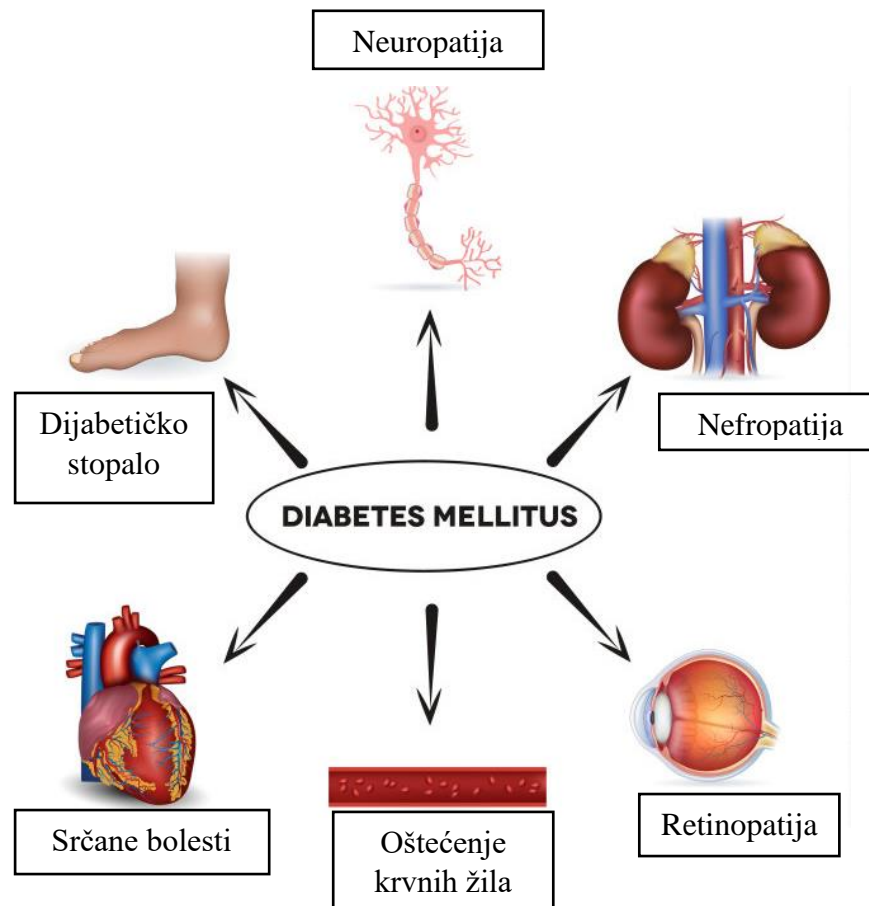 Neuropatija
Dijabetičko
stopalo
Nefropatija
DIABETES MELLITUS
Srčane bolesti
Oštećenje
krvnih žila
Retinopatija